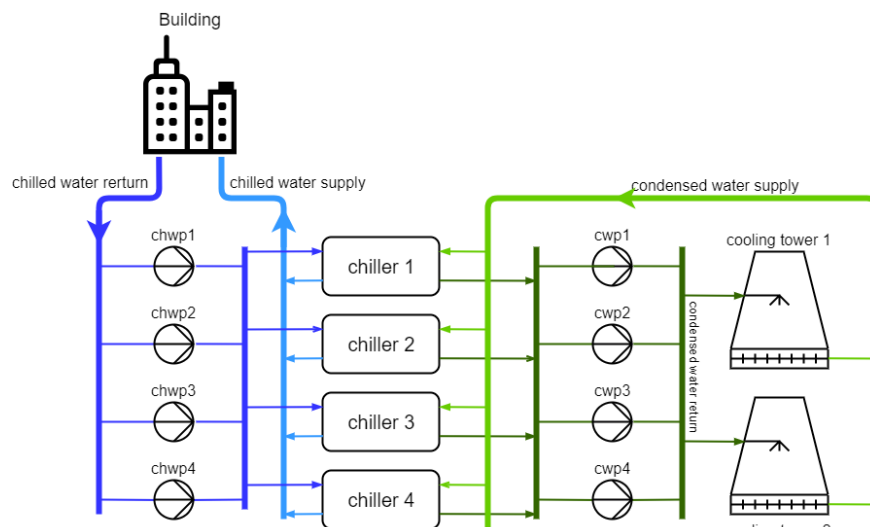 Building
chilled water rerturn
chilled water supply
condensed water supply
chwp1
chiller 1
cwp1
cooling tower 1
chwp2
chiller 2
cwp2
condensed water return
chwp3
chiller 3
cwp3
chwp4
chiller 4
cwp4